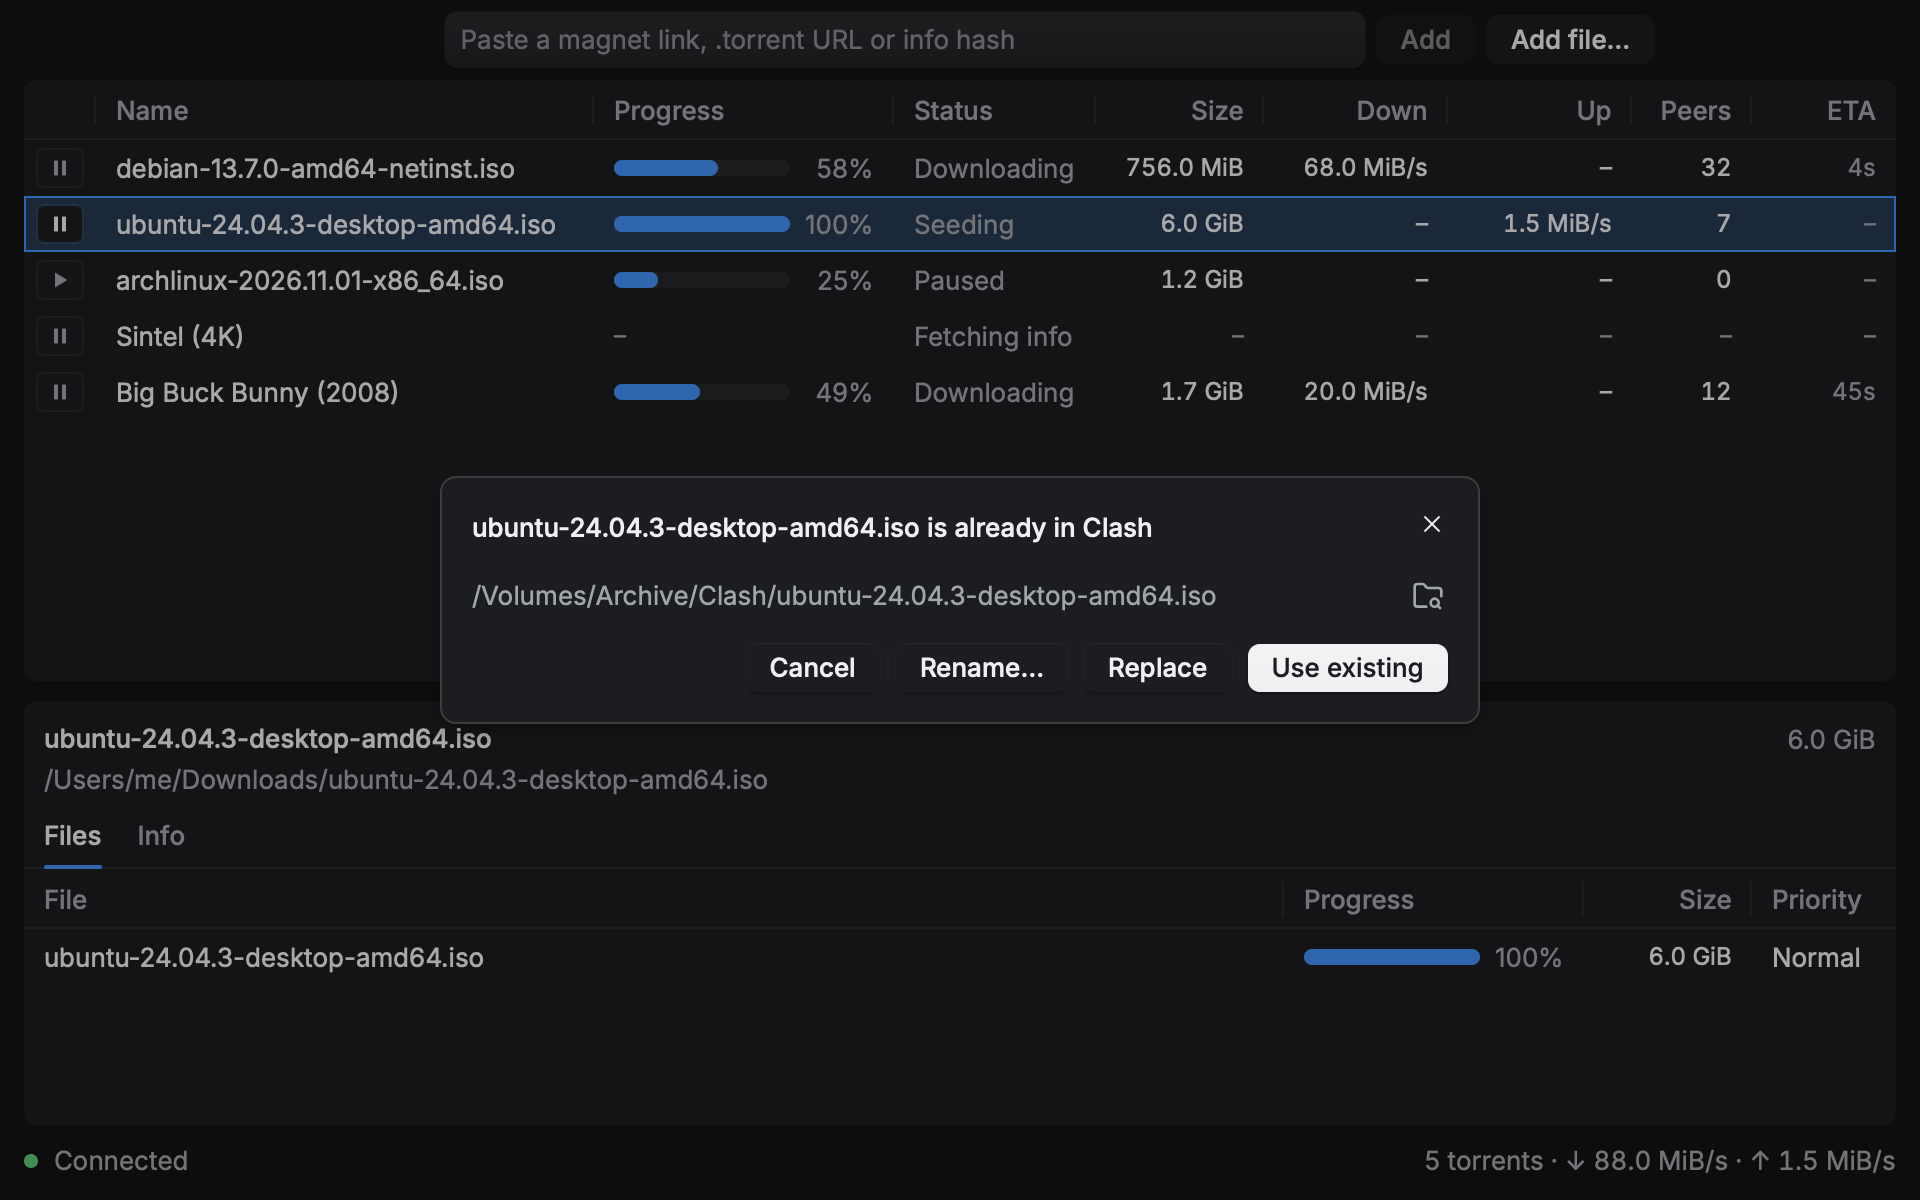 Paste a magnet link, .torrent URL or info hash Add Add file...
Name Progress Status Size Down Up Peers ETA
debian-13.7.0-amd64-netinst.iso 58% Downloading 756.0 MiB 68.0 MiB/s – 32 4s
ubuntu-24.04.3-desktop-amd64.iso 100% Seeding 6.0 GiB – 1.5 MiB/s 7 –
archlinux-2026.11.01-x86_64.iso 25% Paused 1.2 GiB – – 0 –
Sintel (4K) – Fetching info – – – – –
Big Buck Bunny (2008) 49% Downloading 1.7 GiB 20.0 MiB/s – 12 45s
ubuntu-24.04.3-desktop-amd64.iso is already in Clash
/Volumes/Archive/Clash/ubuntu-24.04.3-desktop-amd64.iso
Cancel Rename... Replace Use existing
ubuntu-24.04.3-desktop-amd64.iso 6.0 GiB
/Users/me/Downloads/ubuntu-24.04.3-desktop-amd64.iso
Files Info
File Progress Size Priority
ubuntu-24.04.3-desktop-amd64.iso 100% 6.0 GiB Normal
Connected 5 torrents · ↓ 88.0 MiB/s · ↑ 1.5 MiB/s